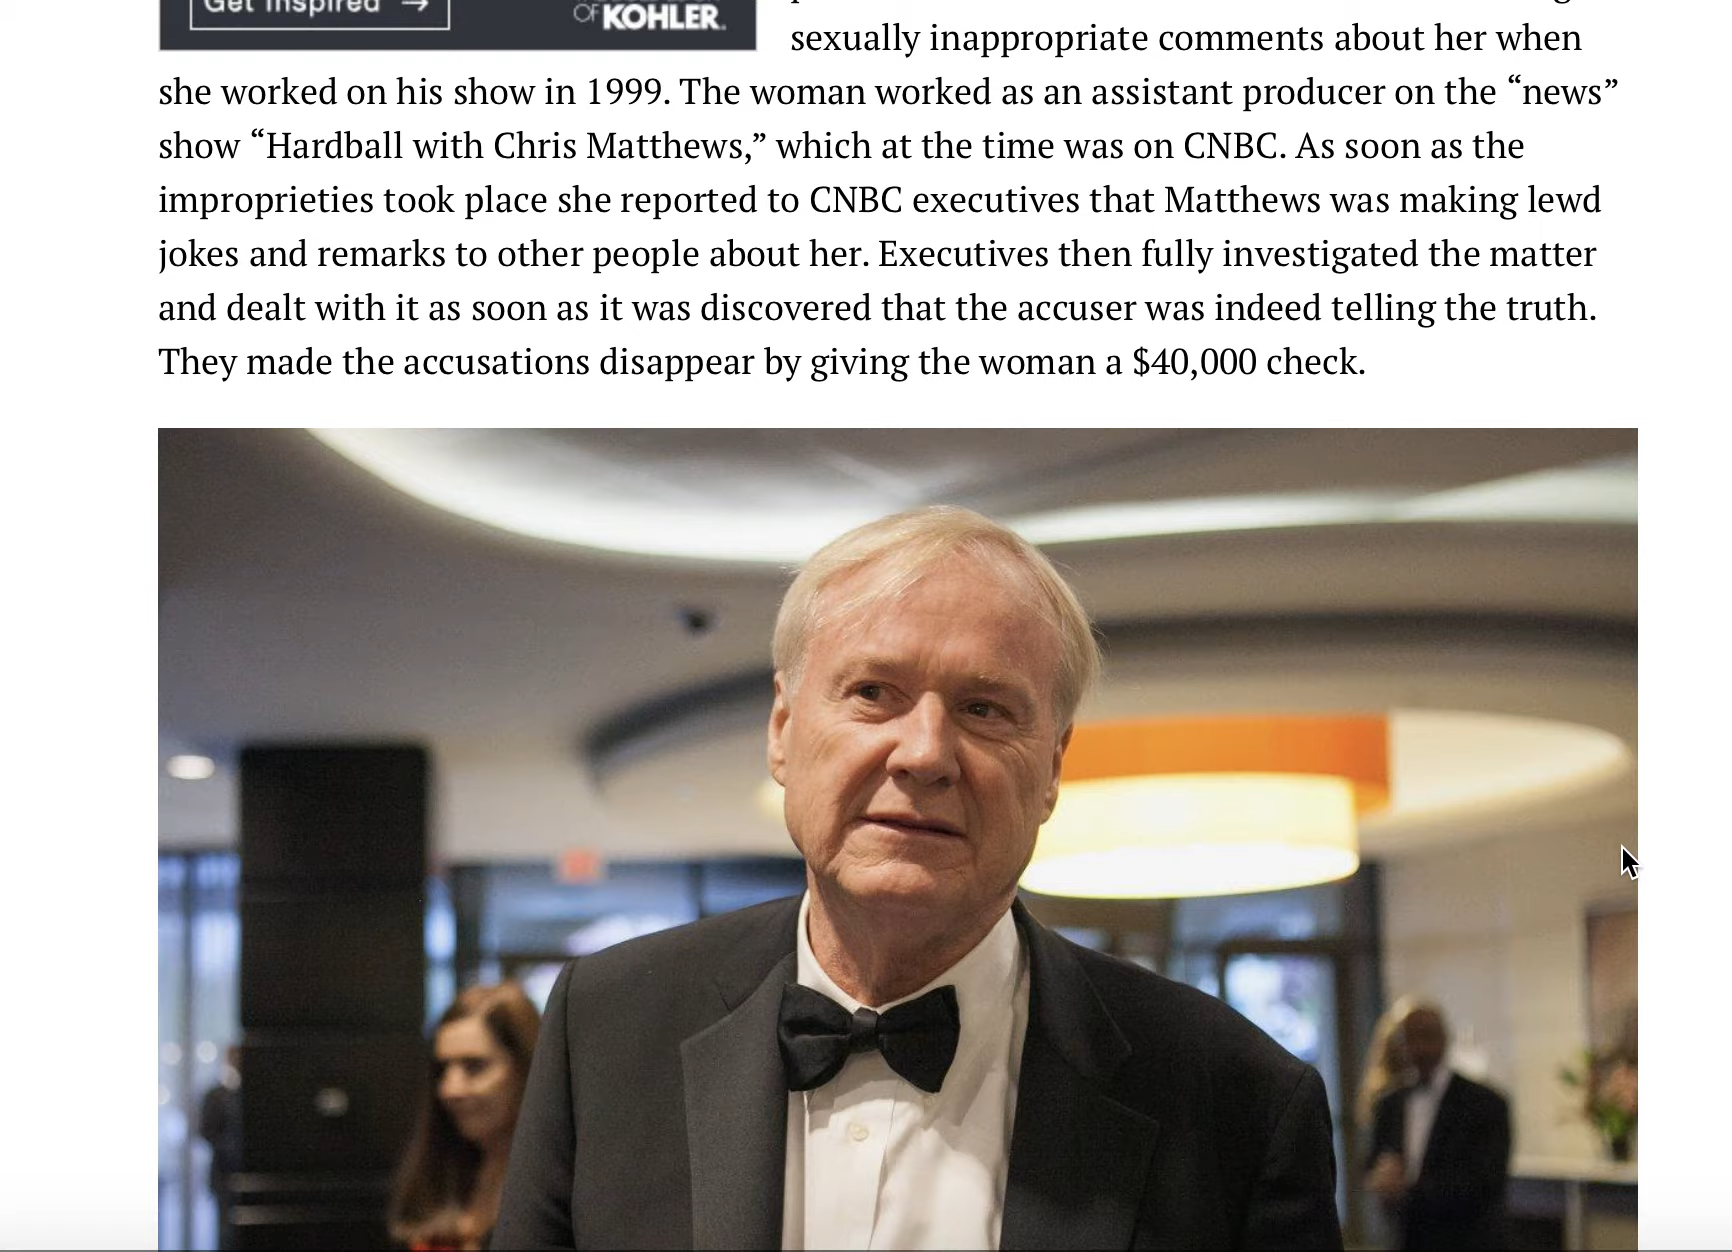 Get Inspired →
OF KOHLER.
sexually inappropriate comments about her when
she worked on his show in 1999. The woman worked as an assistant producer on the “news”
show “Hardball with Chris Matthews,” which at the time was on CNBC. As soon as the
improprieties took place she reported to CNBC executives that Matthews was making lewd
jokes and remarks to other people about her. Executives then fully investigated the matter
and dealt with it as soon as it was discovered that the accuser was indeed telling the truth.
They made the accusations disappear by giving the woman a $40,000 check.